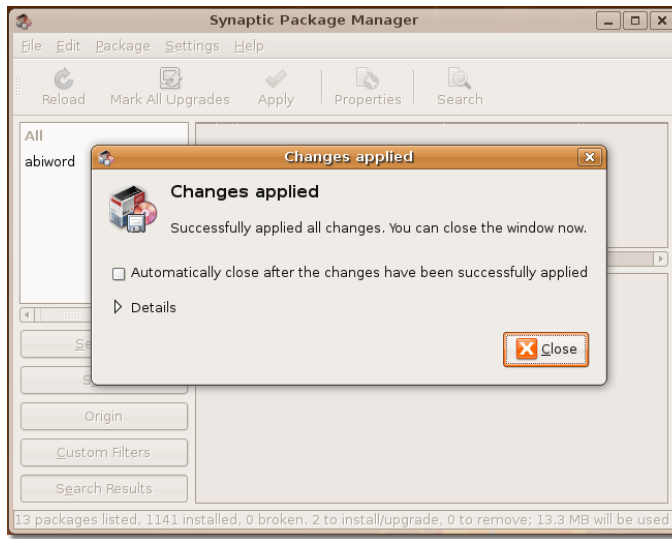 Synaptic Package Manager
File Edit Package Settings Help
Reload Mark All Upgrades Apply Properties Search
All
abiword
Changes applied
Changes applied
Successfully applied all changes. You can close the window now.
Automatically close after the changes have been successfully applied
Details
Close
Origin
Custom Filters
Search Results
13 packages listed, 1141 installed, 0 broken. 2 to install/upgrade, 0 to remove; 13.3 MB will be used